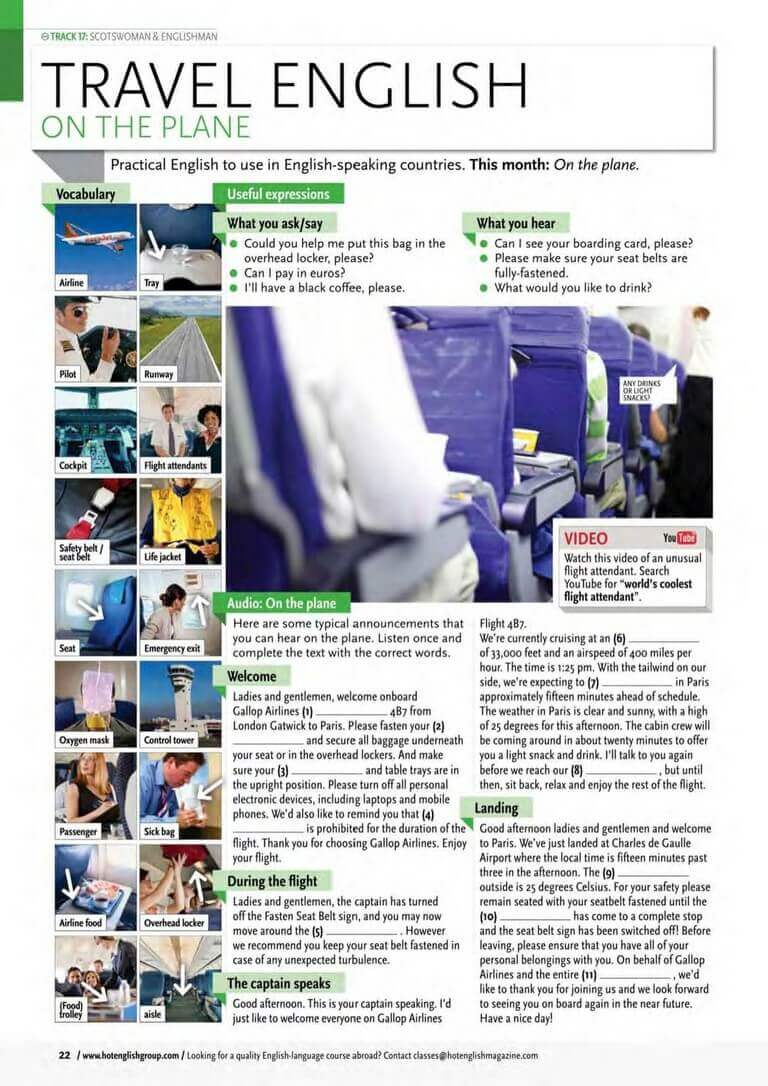 TRACK 17: SCOTSWOMAN & ENGLISHMAN
TRAVEL ENGLISH
ON THE PLANE
Practical English to use in English-speaking countries. This month: On the plane.
Vocabulary
Airline
Tray
Pilot
Runway
Cockpit
Flight attendants
Safety belt /
seat belt
Life jacket
Seat
Emergency exit
Oxygen mask
Control tower
Passenger
Sick bag
Airline food
Overhead locker
(Food)
trolley
aisle
Useful expressions
What you ask/say
● Could you help me put this bag in the
overhead locker, please?
● Can I pay in euros?
● I'll have a black coffee, please.
What you hear
● Can I see your boarding card, please?
● Please make sure your seat belts are
fully-fastened.
● What would you like to drink?
ANY DRINKS
OR LIGHT
SNACKS?
VIDEO
YouTube
Watch this video of an unusual
flight attendant. Search
YouTube for “world's coolest
flight attendant”.
Audio: On the plane
Here are some typical announcements that
you can hear on the plane. Listen once and
complete the text with the correct words.
Welcome
Ladies and gentlemen, welcome onboard
Gallop Airlines (1) ____________ 4B7 from
London Gatwick to Paris. Please fasten your (2)
____________ and secure all baggage underneath
your seat or in the overhead lockers. And make
sure your (3) ____________ and table trays are in
the upright position. Please turn off all personal
electronic devices, including laptops and mobile
phones. We'd also like to remind you that (4)
____________ is prohibited for the duration of the
flight. Thank you for choosing Gallop Airlines. Enjoy
your flight.
During the flight
Ladies and gentlemen, the captain has turned
off the Fasten Seat Belt sign, and you may now
move around the (5) ____________ . However
we recommend you keep your seat belt fastened in
case of any unexpected turbulence.
The captain speaks
Good afternoon. This is your captain speaking. I'd
just like to welcome everyone on Gallop Airlines
Flight 4B7.
We're currently cruising at an (6) ____________
of 33,000 feet and an airspeed of 400 miles per
hour. The time is 1:25 pm. With the tailwind on our
side, we're expecting to (7) ____________ in Paris
approximately fifteen minutes ahead of schedule.
The weather in Paris is clear and sunny, with a high
of 25 degrees for this afternoon. The cabin crew will
be coming around in about twenty minutes to offer
you a light snack and drink. I'll talk to you again
before we reach our (8) ____________ , but until
then, sit back, relax and enjoy the rest of the flight.
Landing
Good afternoon ladies and gentlemen and welcome
to Paris. We've just landed at Charles de Gaulle
Airport where the local time is fifteen minutes past
three in the afternoon. The (9) ____________
outside is 25 degrees Celsius. For your safety please
remain seated with your seatbelt fastened until the
(10) ____________ has come to a complete stop
and the seat belt sign has been switched off! Before
leaving, please ensure that you have all of your
personal belongings with you. On behalf of Gallop
Airlines and the entire (11) ____________ , we'd
like to thank you for joining us and we look forward
to seeing you on board again in the near future.
Have a nice day!
22 / www.hotenglishgroup.com / Looking for a quality English-language course abroad? Contact classes@hotenglishmagazine.com